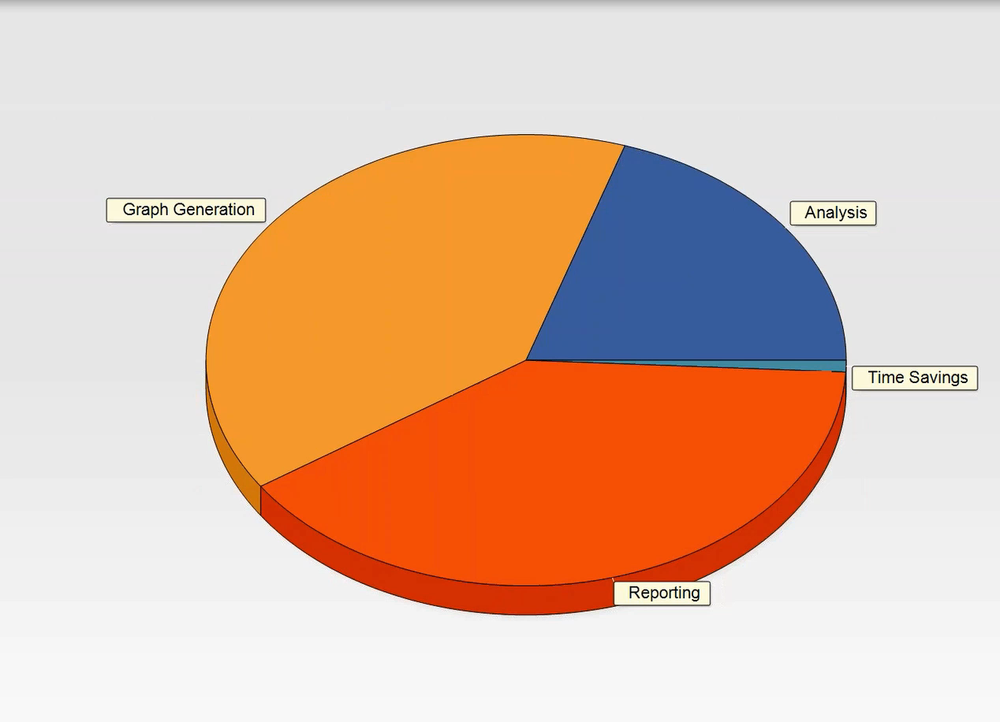 Graph Generation
Analysis
Time Savings
Reporting